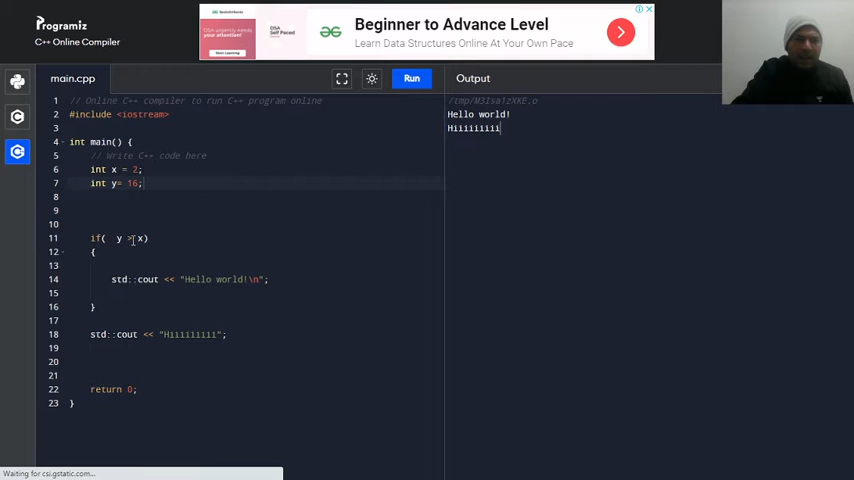 Programiz
C++ Online Compiler
Beginner to Advance Level
Learn Data Structures Online At Your Own Pace
main.cpp
Run
Output
1 // Online C++ compiler to run C++ program online
2 #include <iostream>
3
4 int main() {
5 // Write C++ code here
6 int x = 2;
7 int y= 16;
8
9
10
11 if(  y > x)
12 {
13
14 std::cout << "Hello world!\n";
15
16 }
17
18 std::cout << "Hiiiiiiiii";
19
20
21
22 return 0;
23 }
/tmp/M3Isa1zXKE.o
Hello world!
Hiiiiiiiii
Waiting for csi.gstatic.com...